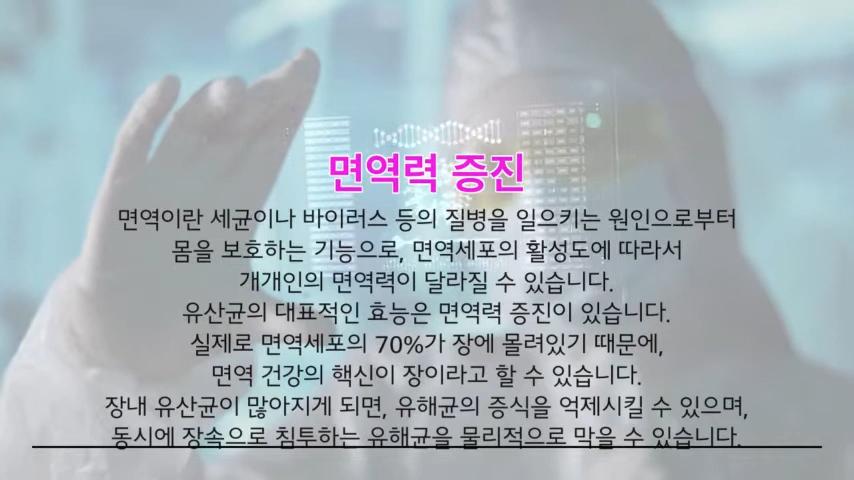 면역력 증진
면역이란 세균이나 바이러스 등의 질병을 일으키는 원인으로부터
몸을 보호하는 기능으로, 면역세포의 활성도에 따라서
개개인의 면역력이 달라질 수 있습니다.
유산균의 대표적인 효능은 면역력 증진이 있습니다.
실제로 면역세포의 70%가 장에 몰려있기 때문에,
면역 건강의 핵신이 장이라고 할 수 있습니다.
장내 유산균이 많아지게 되면, 유해균의 증식을 억제시킬 수 있으며,
동시에 장속으로 침투하는 유해균을 물리적으로 막을 수 있습니다.